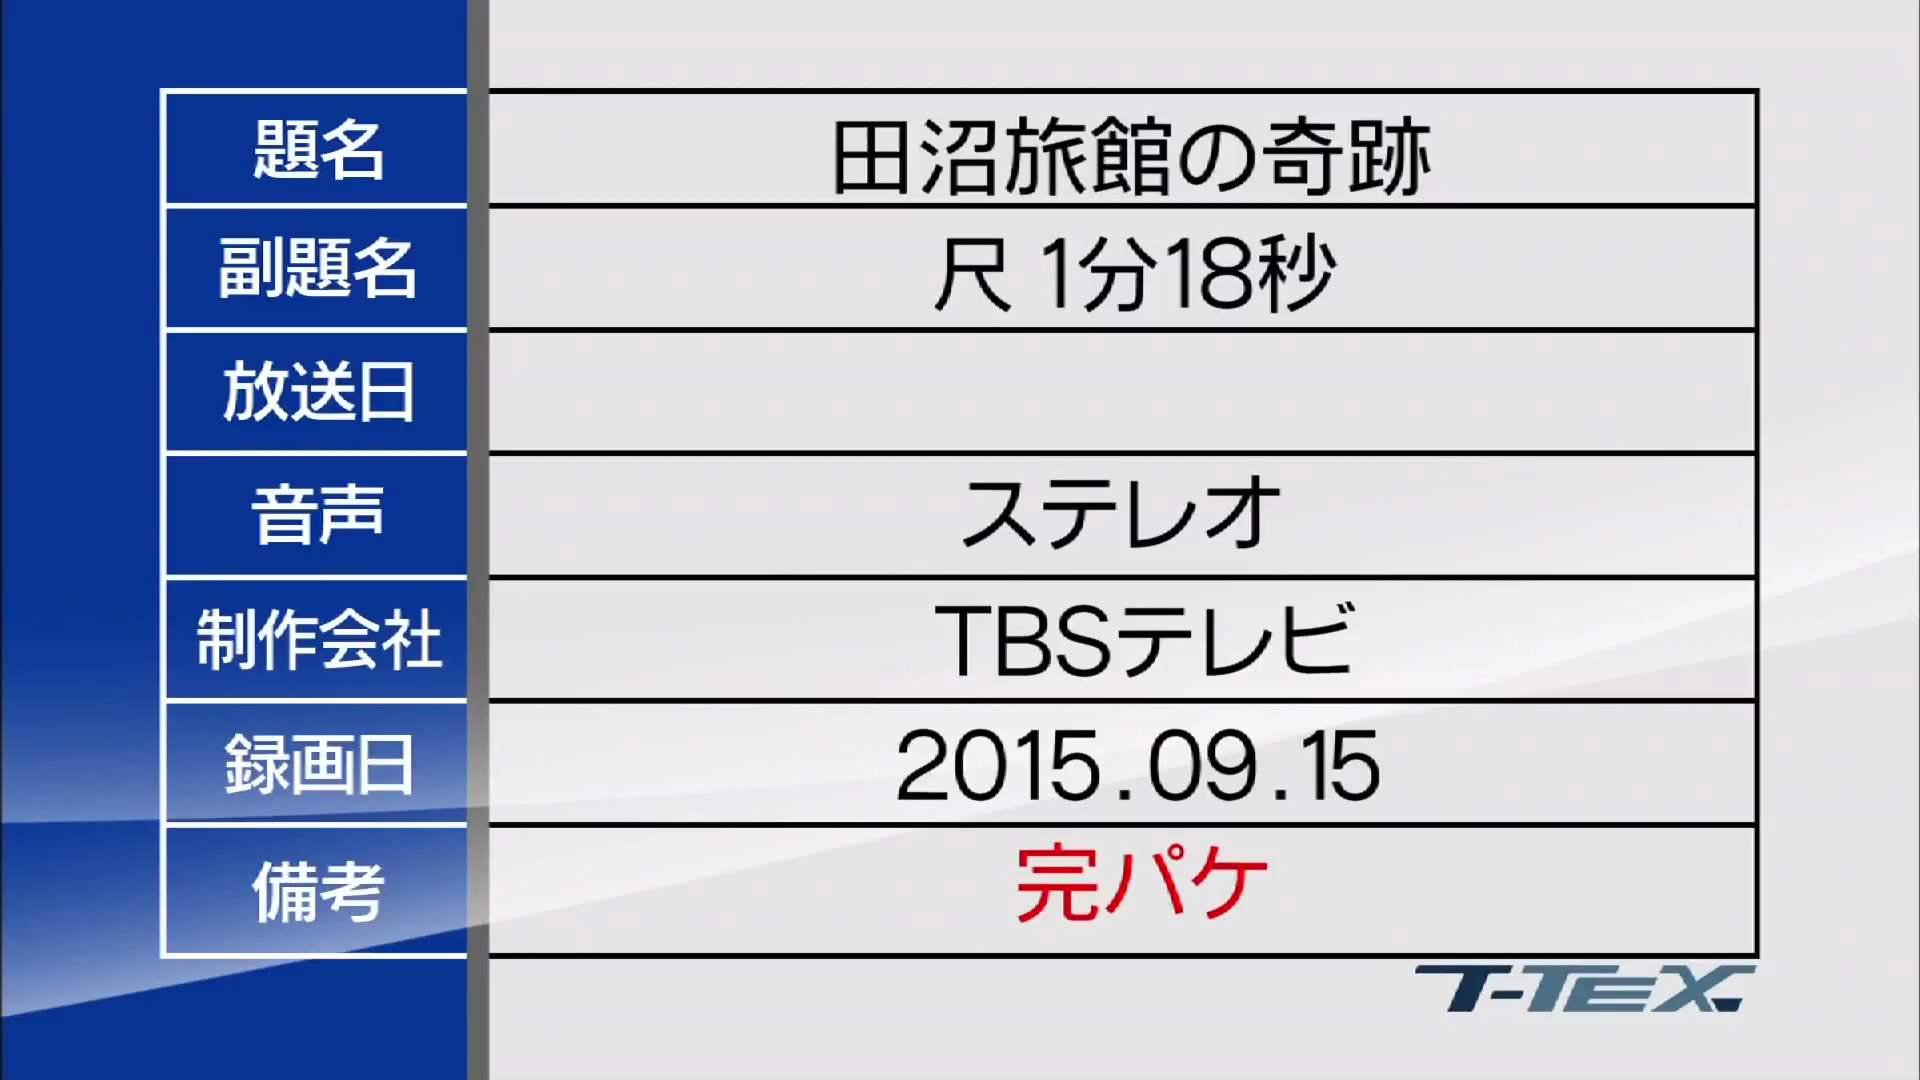 題名 田沼旅館の奇跡
副題名 尺 1分18秒
放送日
音声 ステレオ
制作会社 TBSテレビ
録画日 2015.09.15
備考 完パケ
T-TEX